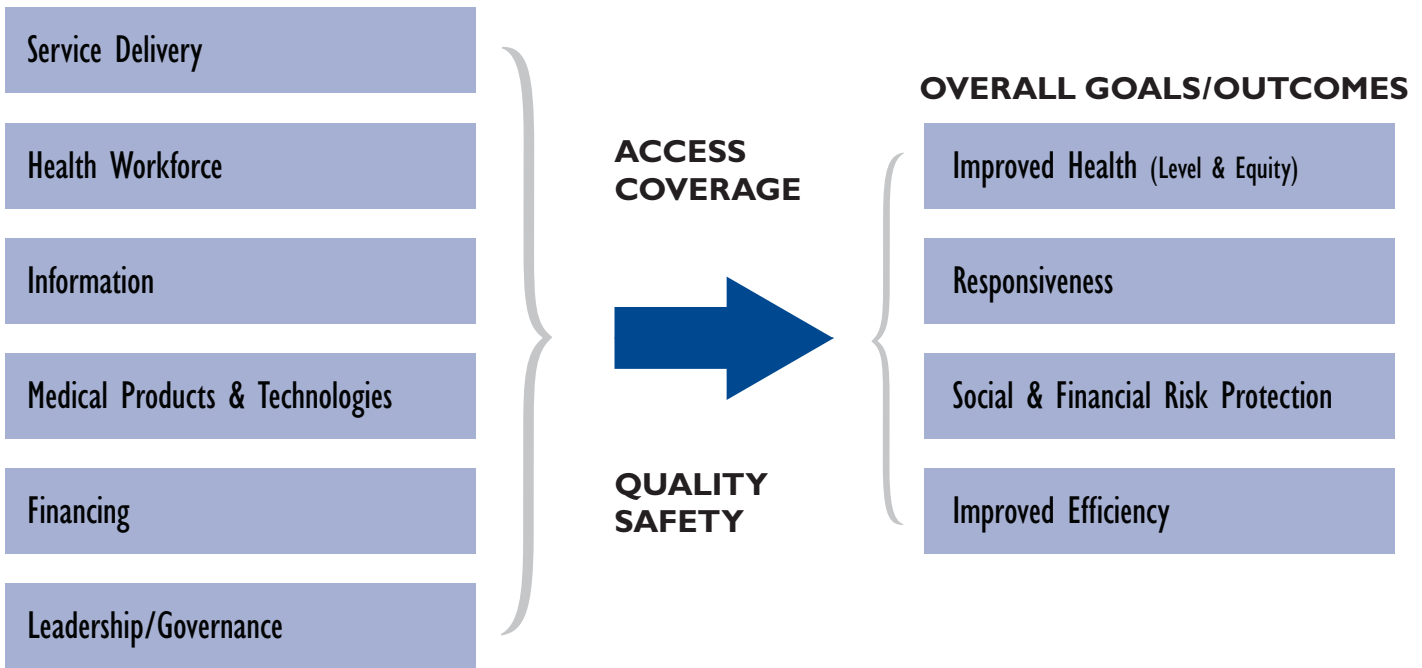 Service Delivery
Health Workforce
Information
Medical Products & Technologies
Financing
Leadership/Governance
ACCESS
COVERAGE
QUALITY
SAFETY
OVERALL GOALS/OUTCOMES
Improved Health (Level & Equity)
Responsiveness
Social & Financial Risk Protection
Improved Efficiency